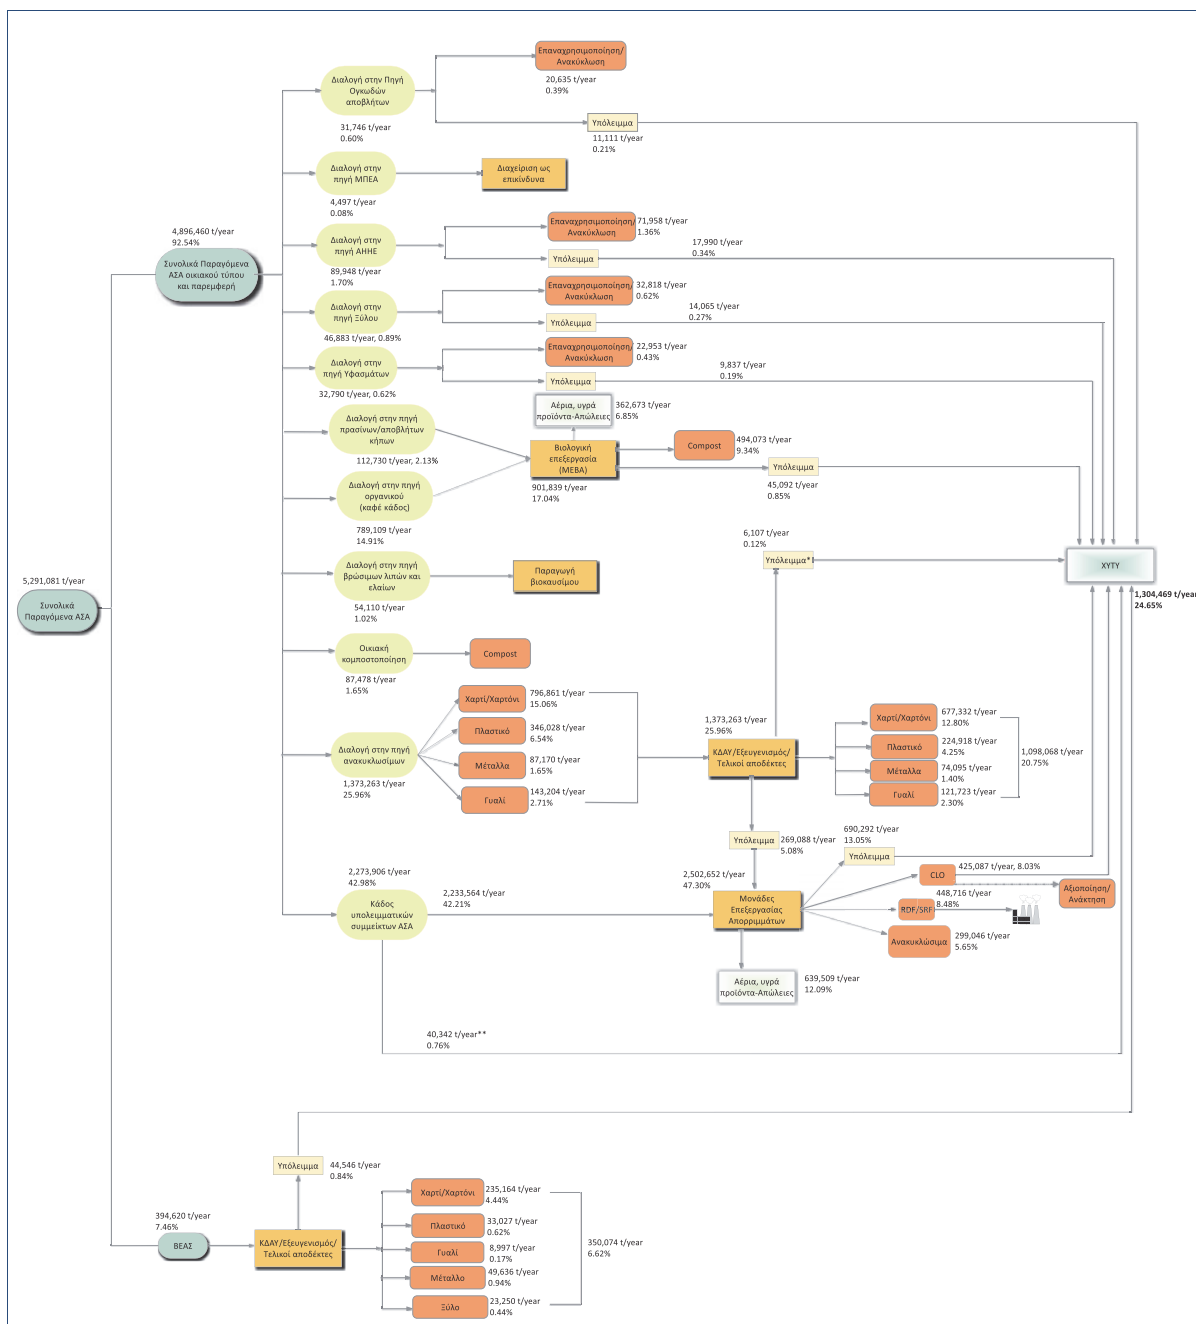 Επαναχρησιμοποίηση/
Ανακύκλωση
20,635 t/year
0.39%
Διαλογή στην Πηγή
Ογκωδών
αποβλήτων
31,746 t/year
0.60%
Υπόλειμμα
11,111 t/year
0.21%
Διαλογή στην
πηγή ΜΠΕΑ
4,497 t/year
0.08%
Διαχείριση ως
επικίνδυνα
4,896,460 t/year
92.54%
Συνολικά Παραγόμενα
ΑΣΑ οικιακού τύπου
και παρεμφερή
Διαλογή στην
πηγή ΑΗΗΕ
89,948 t/year
1.70%
Επαναχρησιμοποίηση/
Ανακύκλωση
71,958 t/year
1.36%
Υπόλειμμα
17,990 t/year
0.34%
Διαλογή στην
πηγή Ξύλου
46,883 t/year, 0.89%
Επαναχρησιμοποίηση/
Ανακύκλωση
32,818 t/year
0.62%
Υπόλειμμα
14,065 t/year
0.27%
Διαλογή στην
πηγή Υφασμάτων
32,790 t/year, 0.62%
Επαναχρησιμοποίηση/
Ανακύκλωση
22,953 t/year
0.43%
Υπόλειμμα
9,837 t/year
0.19%
Διαλογή στην πηγή
πρασίνων/αποβλήτων
κήπων
112,730 t/year, 2.13%
Αέρια, υγρά
προϊόντα-Απώλειες
362,673 t/year
6.85%
Βιολογική
επεξεργασία
(ΜΕΒΑ)
901,839 t/year
17.04%
Compost
494,073 t/year
9.34%
Υπόλειμμα
45,092 t/year
0.85%
Διαλογή στην πηγή
οργανικού
(καφέ κάδος)
789,109 t/year
14.91%
Διαλογή στην πηγή
βρώσιμων λιπών και
ελαίων
54,110 t/year
1.02%
Παραγωγή
βιοκαυσίμου
6,107 t/year
0.12%
Υπόλειμμα*
ΧΥΤΥ
1,304,469 t/year
24.65%
5,291,081 t/year
Συνολικά
Παραγόμενα ΑΣΑ
Οικιακή
κομποστοποίηση
87,478 t/year
1.65%
Compost
Διαλογή στην πηγή
ανακυκλωσίμων
1,373,263 t/year
25.96%
Χαρτί/Χαρτόνι
796,861 t/year
15.06%
Πλαστικό
346,028 t/year
6.54%
Μέταλλα
87,170 t/year
1.65%
Γυαλί
143,204 t/year
2.71%
1,373,263 t/year
25.96%
ΚΔΑΥ/Εξευγενισμός/
Τελικοί αποδέκτες
Χαρτί/Χαρτόνι
677,332 t/year
12.80%
Πλαστικό
224,918 t/year
4.25%
Μέταλλα
74,095 t/year
1.40%
Γυαλί
121,723 t/year
2.30%
1,098,068 t/year
20.75%
Υπόλειμμα
269,088 t/year
5.08%
690,292 t/year
13.05%
Υπόλειμμα
2,273,906 t/year
42.98%
Κάδος
υπολειμματικών
συμμείκτων ΑΣΑ
2,233,564 t/year
42.21%
2,502,652 t/year
47.30%
Μονάδες
Επεξεργασίας
Απορριμμάτων
CLO
425,087 t/year, 8.03%
Αξιοποίηση/
Ανάκτηση
RDF/SRF
448,716 t/year
8.48%
Ανακυκλώσιμα
299,046 t/year
5.65%
Αέρια, υγρά
προϊόντα-Απώλειες
639,509 t/year
12.09%
40,342 t/year**
0.76%
Υπόλειμμα
44,546 t/year
0.84%
394,620 t/year
7.46%
ΒΕΑΣ
ΚΔΑΥ/Εξευγενισμός/
Τελικοί αποδέκτες
Χαρτί/Χαρτόνι
235,164 t/year
4.44%
Πλαστικό
33,027 t/year
0.62%
Γυαλί
8,997 t/year
0.17%
Μέταλλο
49,636 t/year
0.94%
Ξύλο
23,250 t/year
0.44%
350,074 t/year
6.62%